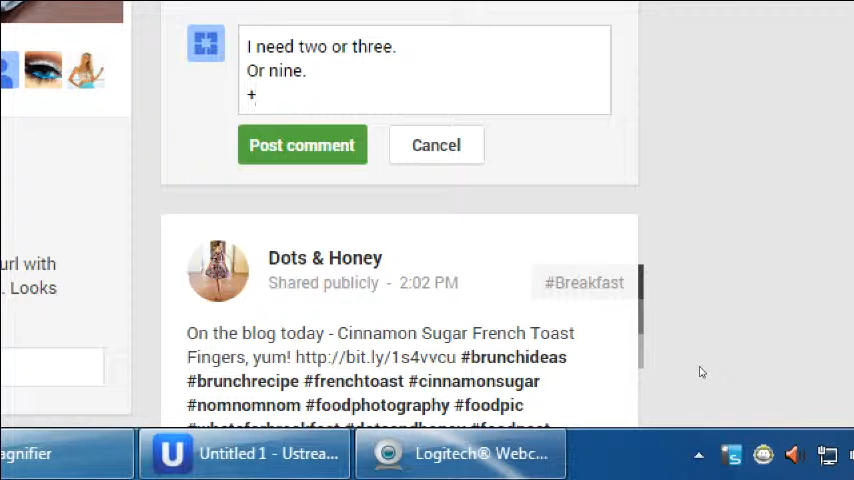 I need two or three.
Or nine.
+
Post comment
Cancel
Dots & Honey
Shared publicly - 2:02 PM
#Breakfast
url with
. Looks
On the blog today - Cinnamon Sugar French Toast
Fingers, yum! http://bit.ly/1s4vvcu #brunchideas
#brunchrecipe #frenchtoast #cinnamonsugar
#nomnomnom #foodphotography #foodpic
agnifier
Untitled 1 - Ustrea...
Logitech® Webc...